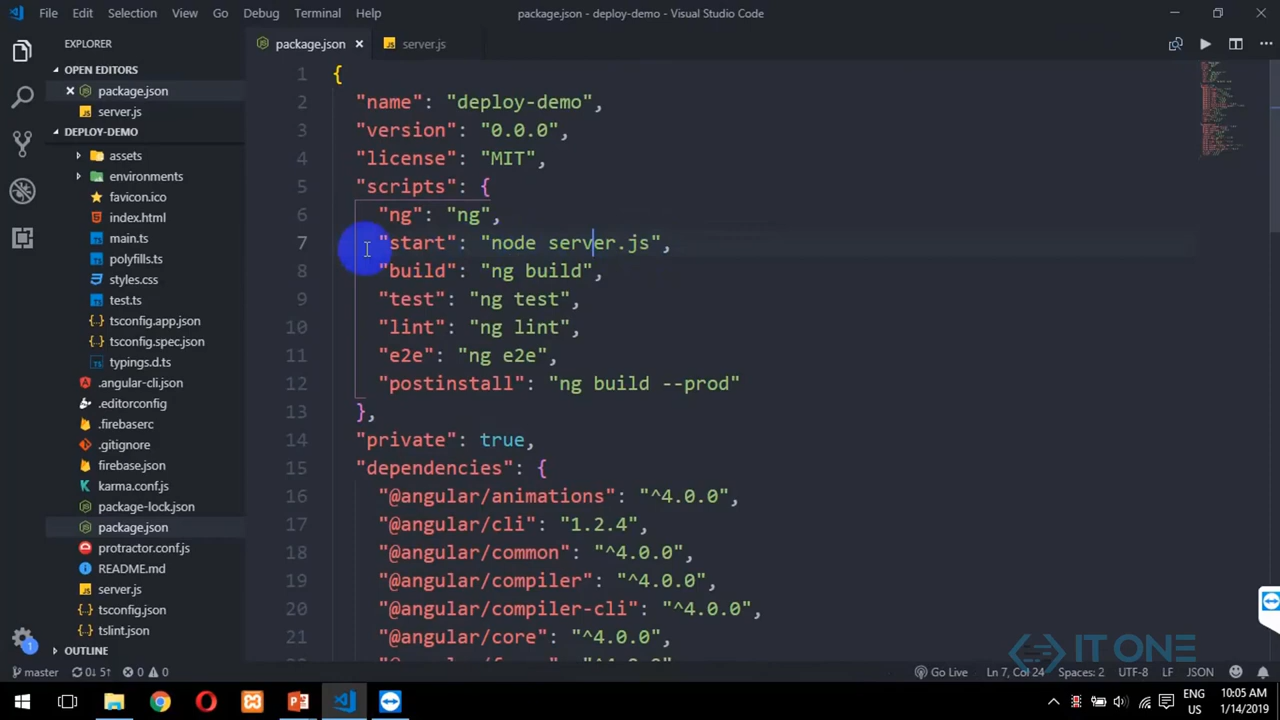 File Edit Selection View Go Debug Terminal Help
package.json - deploy-demo - Visual Studio Code
EXPLORER
OPEN EDITORS
package.json
server.js
DEPLOY-DEMO
assets
environments
favicon.ico
index.html
main.ts
polyfills.ts
styles.css
test.ts
tsconfig.app.json
tsconfig.spec.json
typings.d.ts
.angular-cli.json
.editorconfig
.firebaserc
.gitignore
firebase.json
karma.conf.js
package-lock.json
package.json
protractor.conf.js
README.md
server.js
tsconfig.json
tslint.json
OUTLINE
package.json server.js
1 {
2 "name": "deploy-demo",
3 "version": "0.0.0",
4 "license": "MIT",
5 "scripts": {
6 "ng": "ng",
7 "start": "node server.js",
8 "build": "ng build",
9 "test": "ng test",
10 "lint": "ng lint",
11 "e2e": "ng e2e",
12 "postinstall": "ng build --prod"
13 },
14 "private": true,
15 "dependencies": {
16 "@angular/animations": "^4.0.0",
17 "@angular/cli": "1.2.4",
18 "@angular/common": "^4.0.0",
19 "@angular/compiler": "^4.0.0",
20 "@angular/compiler-cli": "^4.0.0",
21 "@angular/core": "^4.0.0",
IT ONE
1
master 0↓ 5↑ 0 0 Go Live Ln 7, Col 24 Spaces: 2 UTF-8 LF JSON
ENG
US
10:05 AM
1/14/2019